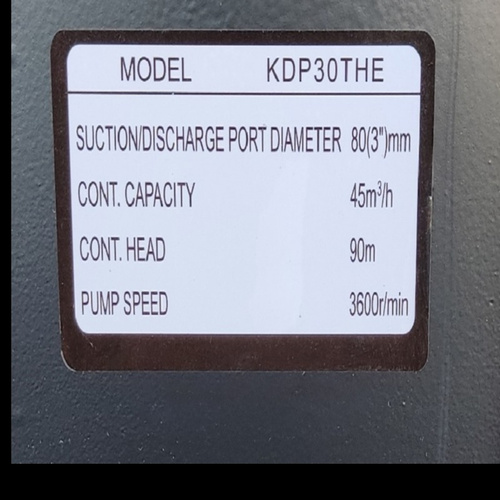 MODEL KDP30THE
SUCTION/DISCHARGE PORT DIAMETER 80(3")mm
CONT. CAPACITY 45m³/h
CONT. HEAD 90m
PUMP SPEED 3600r/min